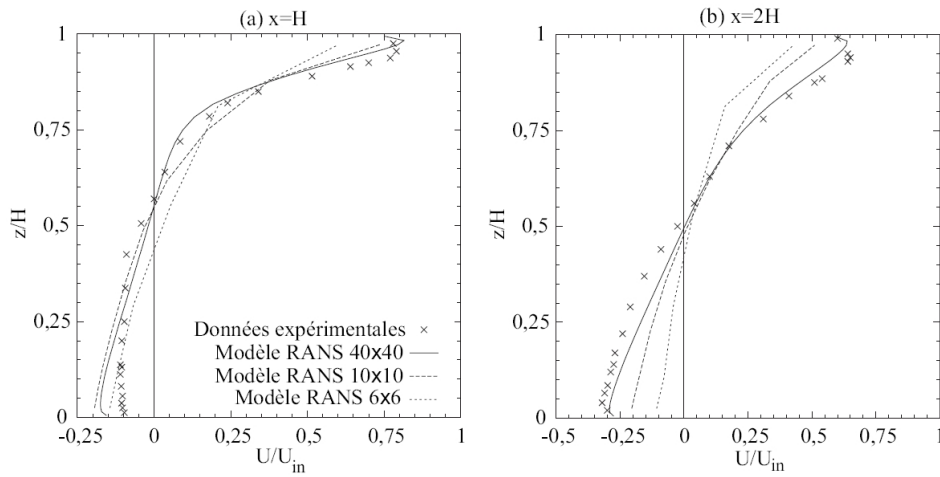 (a) x=H
1
0,75
z/H
0,5
0,25
0
Données expérimentales
Modèle RANS 40x40
Modèle RANS 10x10
Modèle RANS 6x6
-0,25
0
0,25
0,5
0,75
1
U/Uin
(b) x=2H
1
0,75
z/H
0,5
0,25
0
-0,5
-0,25
0
0,25
0,5
0,75
1
U/Uin